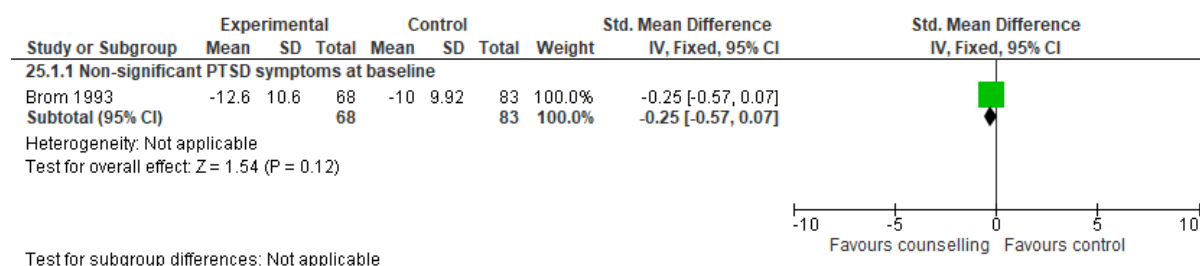 Experimental Control Std. Mean Difference Std. Mean Difference
Study or Subgroup Mean SD Total Mean SD Total Weight IV, Fixed, 95% CI IV, Fixed, 95% CI
25.1.1 Non-significant PTSD symptoms at baseline
Brom 1993 -12.6 10.6 68 -10 9.92 83 100.0% -0.25 [-0.57, 0.07]
Subtotal (95% CI) 68 83 100.0% -0.25 [-0.57, 0.07]
Heterogeneity: Not applicable
Test for overall effect: Z = 1.54 (P = 0.12)
-10 -5 0 5 10
Favours counselling Favours control
Test for subgroup differences: Not applicable